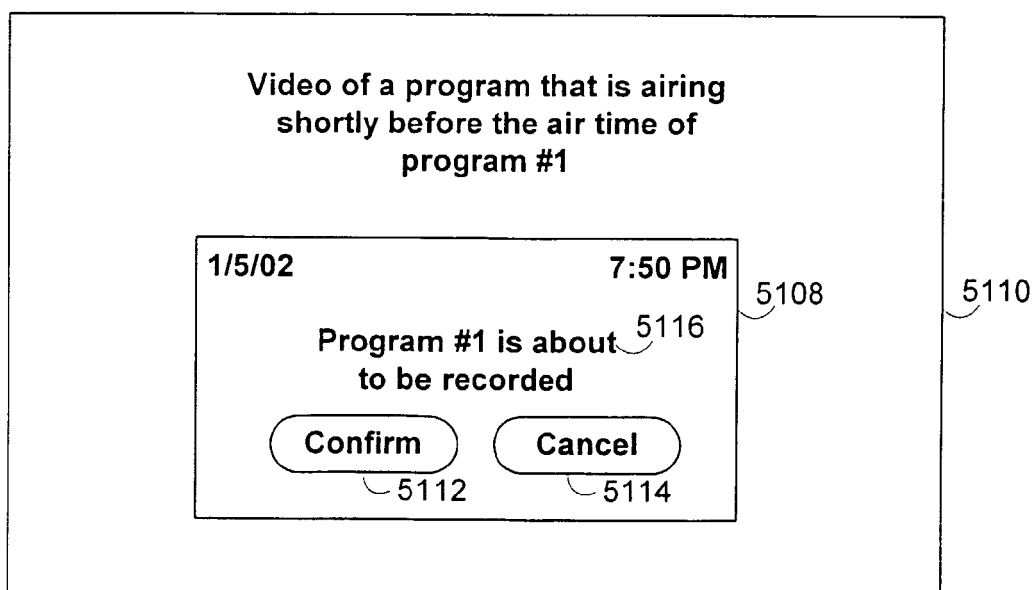 Video of a program that is airing
shortly before the air time of
program #1
1/5/02 7:50 PM
5108
5110
Program #1 is about 5116
to be recorded
Confirm Cancel
5112 5114